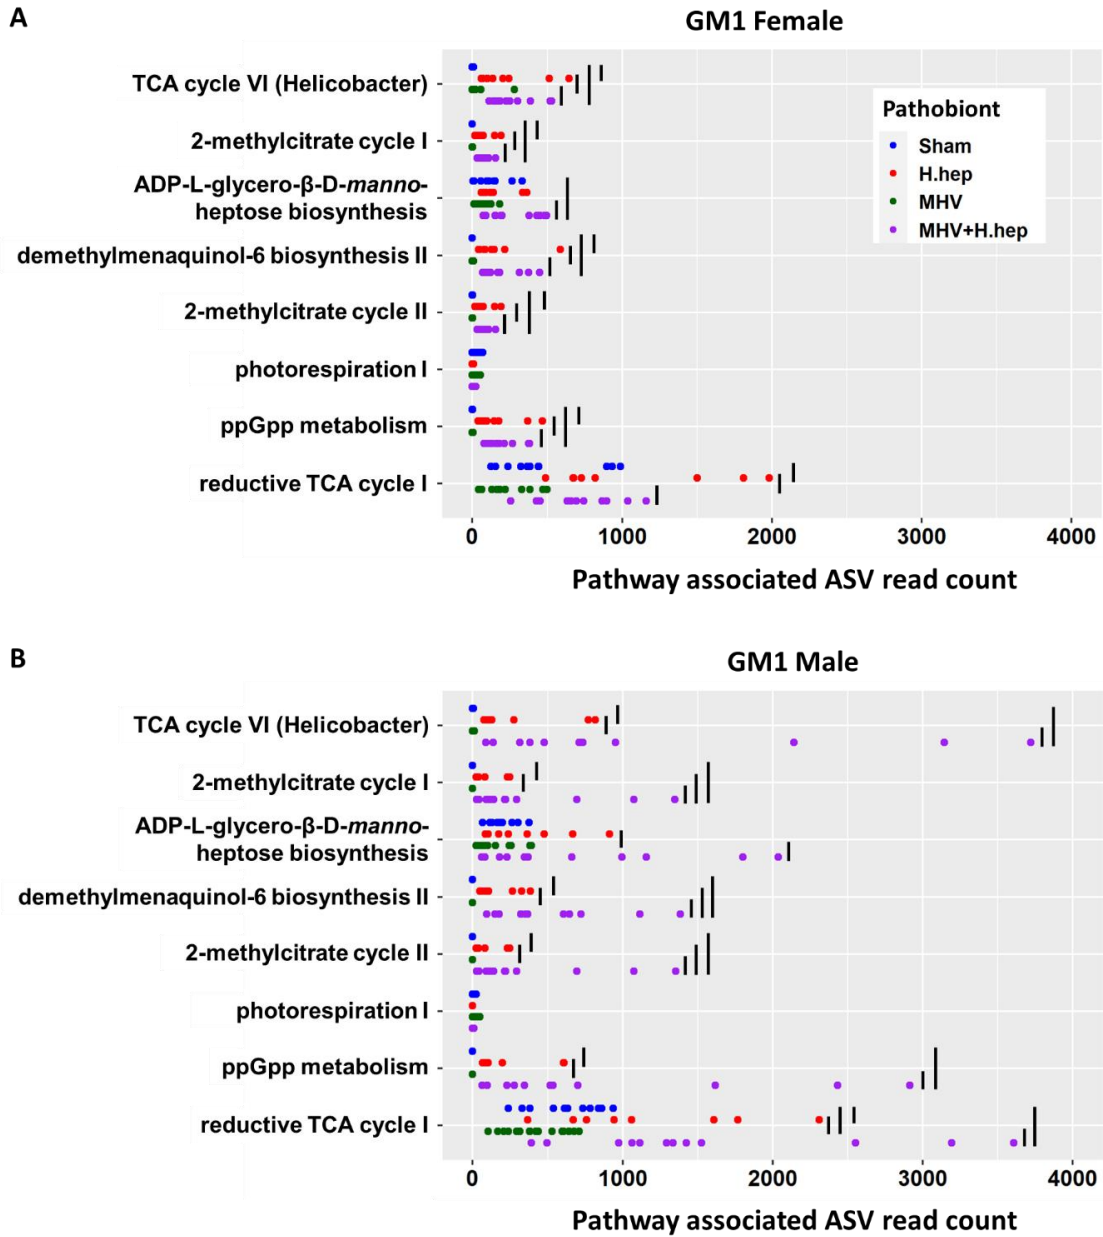 A
GM1 Female
TCA cycle VI (Helicobacter)
2-methylcitrate cycle I
ADP-L-glycero-β-D-manno-
heptose biosynthesis
demethylmenaquinol-6 biosynthesis II
2-methylcitrate cycle II
photorespiration I
ppGpp metabolism
reductive TCA cycle I
Pathobiont
Sham
H.hep
MHV
MHV+H.hep
0 1000 2000 3000 4000
Pathway associated ASV read count
B
GM1 Male
TCA cycle VI (Helicobacter)
2-methylcitrate cycle I
ADP-L-glycero-β-D-manno-
heptose biosynthesis
demethylmenaquinol-6 biosynthesis II
2-methylcitrate cycle II
photorespiration I
ppGpp metabolism
reductive TCA cycle I
0 1000 2000 3000 4000
Pathway associated ASV read count